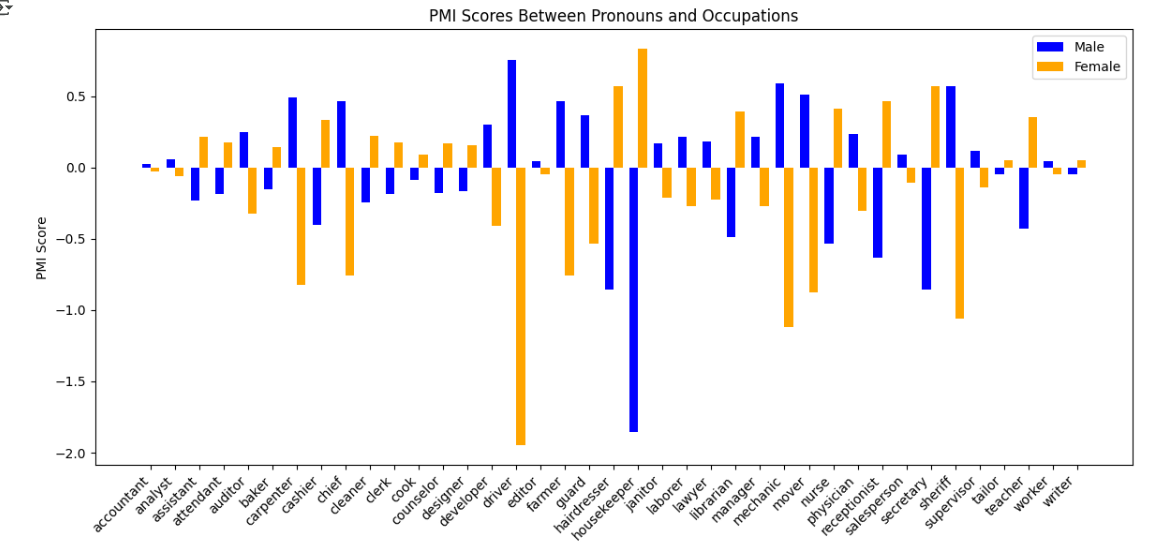 PMI Scores Between Pronouns and Occupations
Male
Female
PMI Score
0.5
0.0
−0.5
−1.0
−1.5
−2.0
accountant
analyst
assistant
attendant
auditor
baker
carpenter
cashier
chief
cleaner
clerk
cook
counselor
designer
developer
driver
editor
farmer
guard
hairdresser
housekeeper
janitor
laborer
lawyer
librarian
manager
mechanic
mover
nurse
physician
receptionist
salesperson
secretary
sheriff
supervisor
tailor
teacher
worker
writer